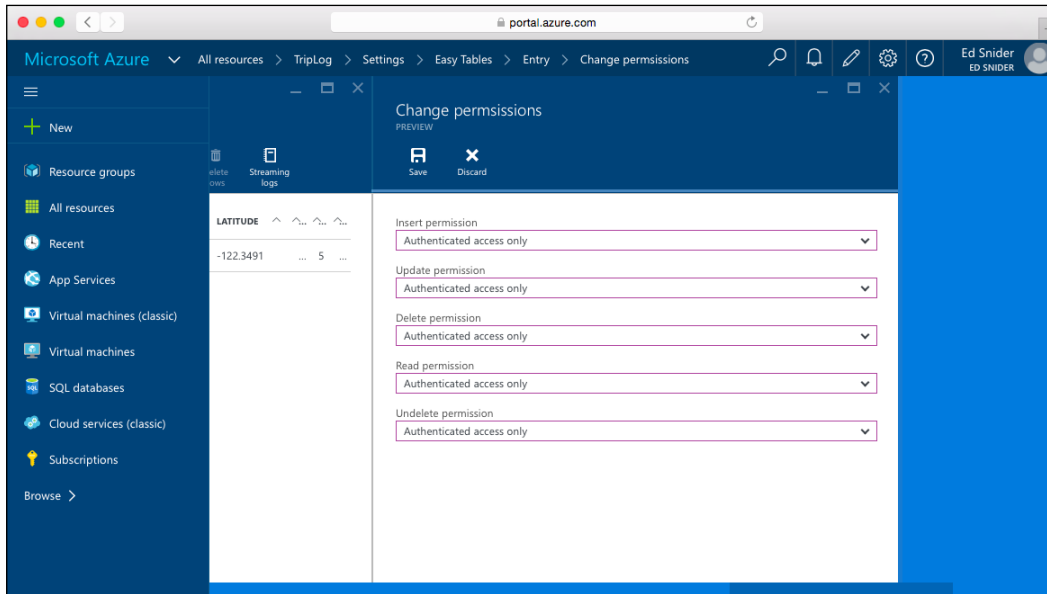 portal.azure.com
Microsoft Azure All resources > TripLog > Settings > Easy Tables > Entry > Change permsissions
Ed Snider
ED SNIDER
New
Resource groups
All resources
Recent
App Services
Virtual machines (classic)
Virtual machines
SQL databases
Cloud services (classic)
Subscriptions
Browse >
elete
ows
Streaming
logs
LATITUDE
-122.3491 ... 5 ...
Change permsissions
PREVIEW
Save Discard
Insert permission
Authenticated access only
Update permission
Authenticated access only
Delete permission
Authenticated access only
Read permission
Authenticated access only
Undelete permission
Authenticated access only